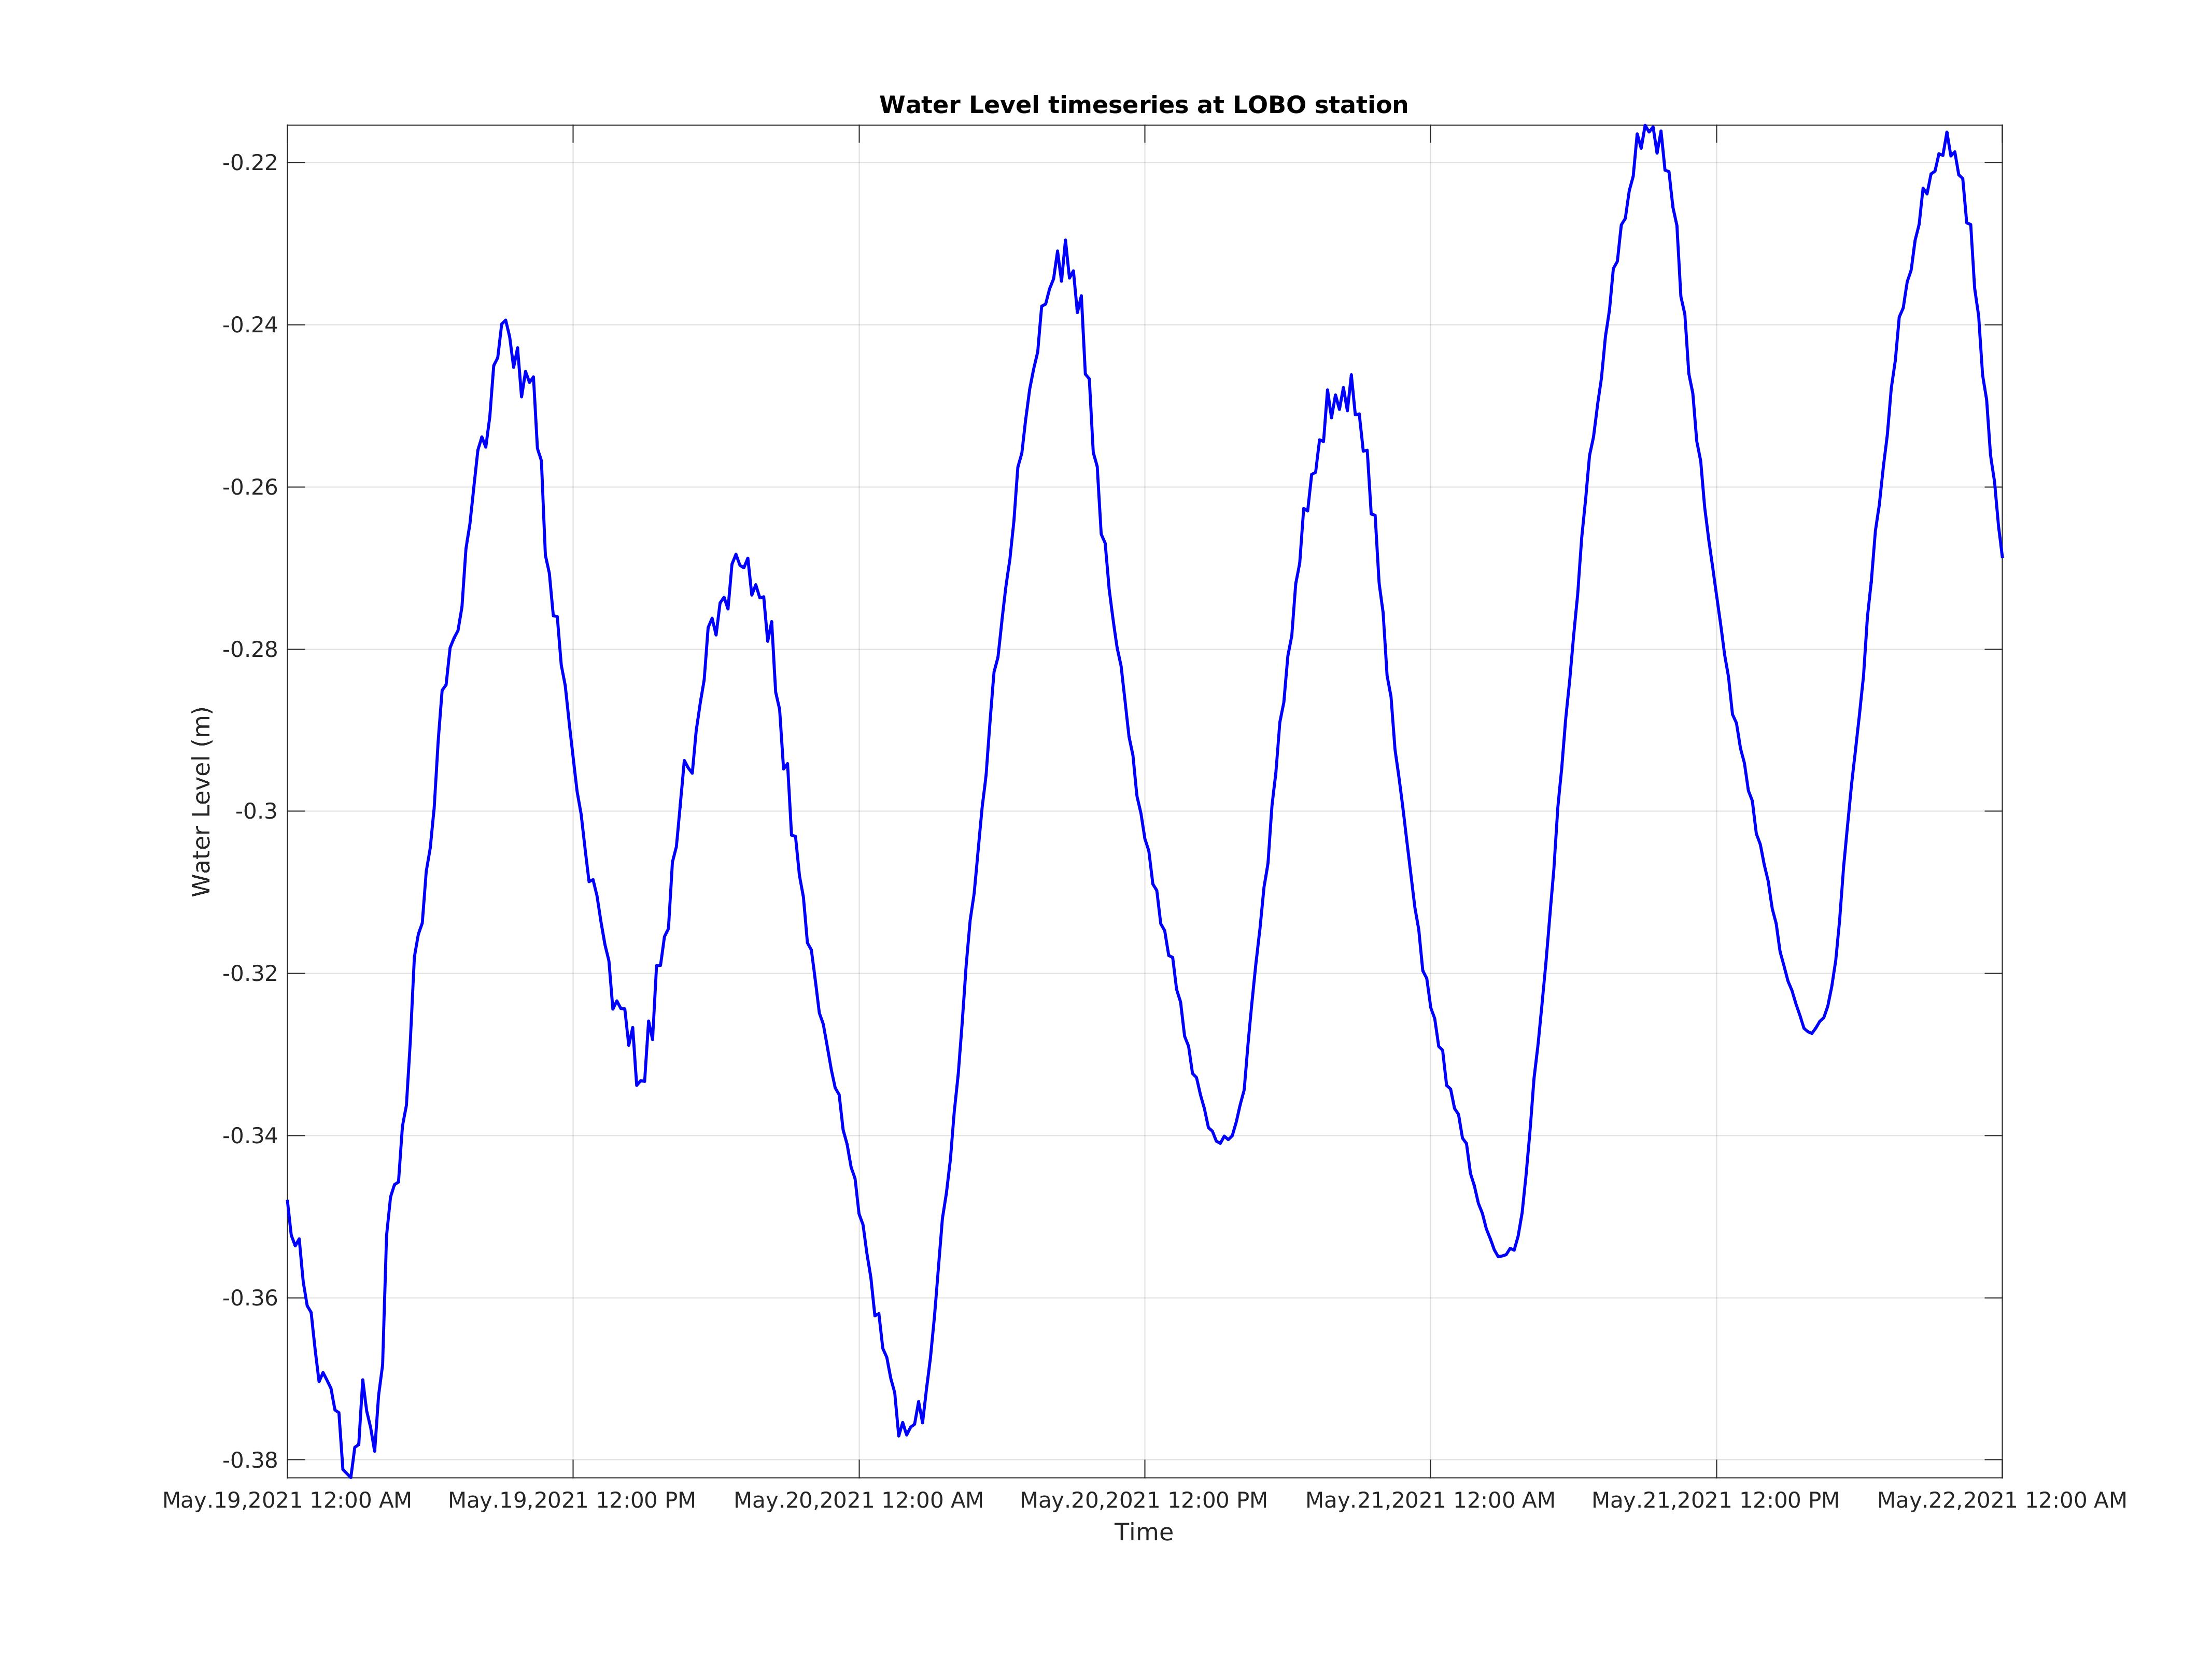 Water Level timeseries at LOBO station
-0.22
-0.24
-0.26
-0.28
-0.3
-0.32
-0.34
-0.36
-0.38
Water Level (m)
May.19,2021 12:00 AM
May.19,2021 12:00 PM
May.20,2021 12:00 AM
May.20,2021 12:00 PM
May.21,2021 12:00 AM
May.21,2021 12:00 PM
May.22,2021 12:00 AM
Time